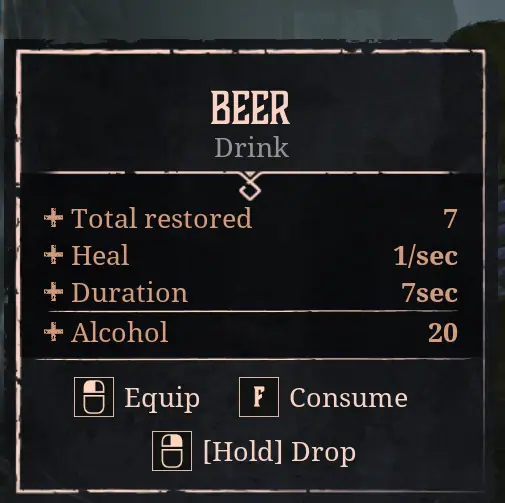 BEER
Drink
Total restored 7
Heal 1/sec
Duration 7sec
Alcohol 20
Equip F Consume
[Hold] Drop